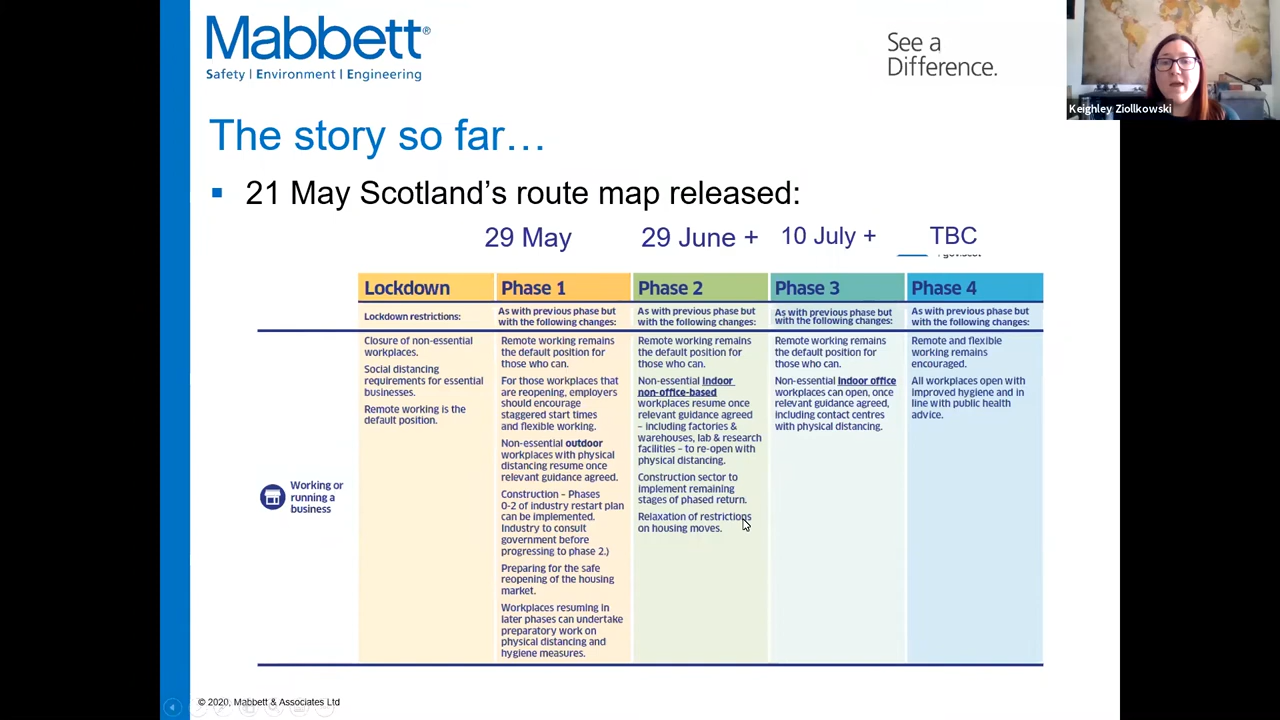 Mabbett®
Safety | Environment | Engineering
See a
Difference.
Keighley Ziollkowski
The story so far…
▪ 21 May Scotland's route map released:
29 May 29 June + 10 July + TBC
Lockdown
Lockdown restrictions:
Closure of non-essential
workplaces.
Social distancing
requirements for essential
businesses.
Remote working is the
default position.
Phase 1
As with previous phase but
with the following changes:
Remote working remains
the default position for
those who can.
For those workplaces that
are reopening, employers
should encourage
staggered start times
and flexible working.
Non-essential outdoor
workplaces with physical
distancing resume once
relevant guidance agreed.
Construction – Phases
0-2 of industry restart plan
can be implemented.
Industry to consult
government before
progressing to phase 2.)
Preparing for the safe
reopening of the housing
market.
Workplaces resuming in
later phases can undertake
preparatory work on
physical distancing and
hygiene measures.
Phase 2
As with previous phase but
with the following changes:
Remote working remains
the default position for
those who can.
Non-essential indoor
non-office-based
workplaces resume once
relevant guidance agreed
– including factories &
warehouses, lab & research
facilities – to re-open with
physical distancing.
Construction sector to
implement remaining
stages of phased return.
Relaxation of restrictions
on housing moves.
Phase 3
As with previous phase but
with the following changes:
Remote working remains
the default position for
those who can.
Non-essential indoor office
workplaces can open, once
relevant guidance agreed,
including contact centres
with physical distancing.
Phase 4
As with previous phase but
with the following changes:
Remote and flexible
working remains
encouraged.
All workplaces open with
improved hygiene and in
line with public health
advice.
Working or
running a
business
© 2020, Mabbett & Associates Ltd